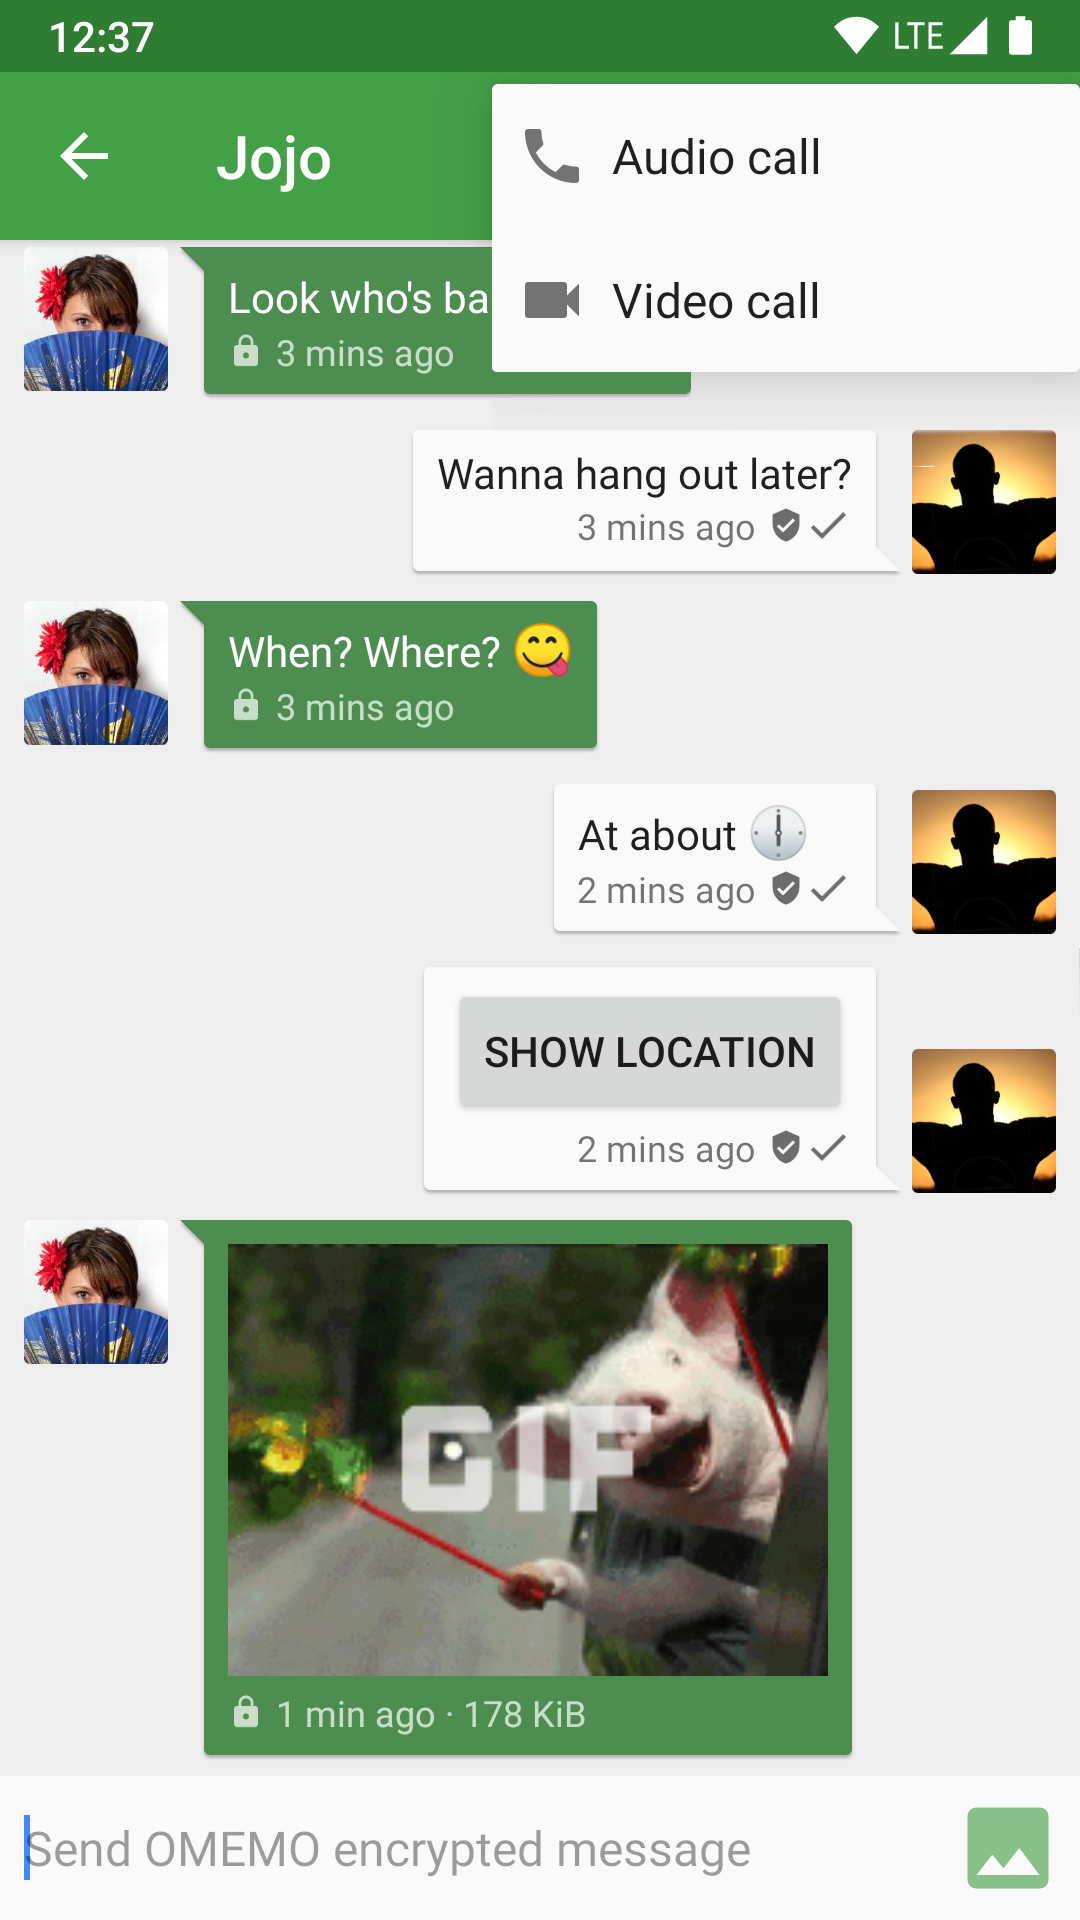 12:37
LTE
Jojo
Audio call
Video call
Look who's ba
3 mins ago
Wanna hang out later?
3 mins ago
When? Where? 😋
3 mins ago
At about 🕕
2 mins ago
SHOW LOCATION
2 mins ago
GIF
1 min ago · 178 KiB
Send OMEMO encrypted message